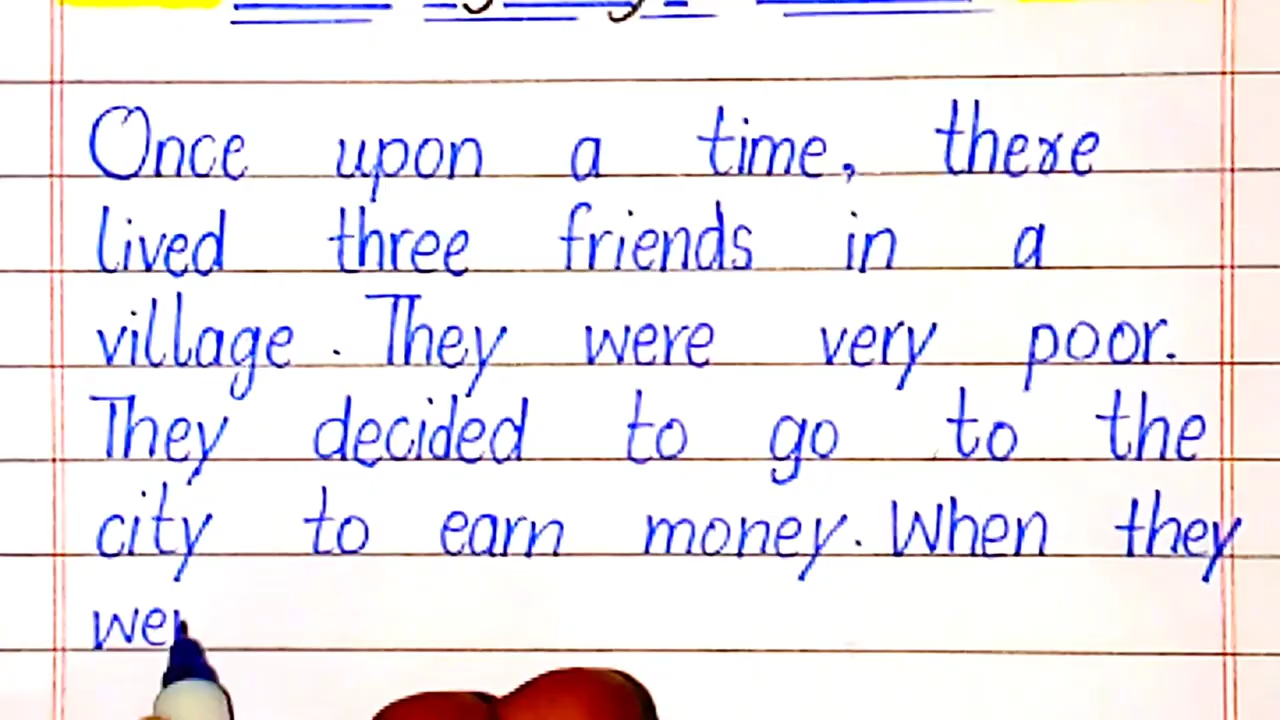 Once upon a time, there
lived three friends in a
village. They were very poor.
They decided to go to the
city to earn money. When they